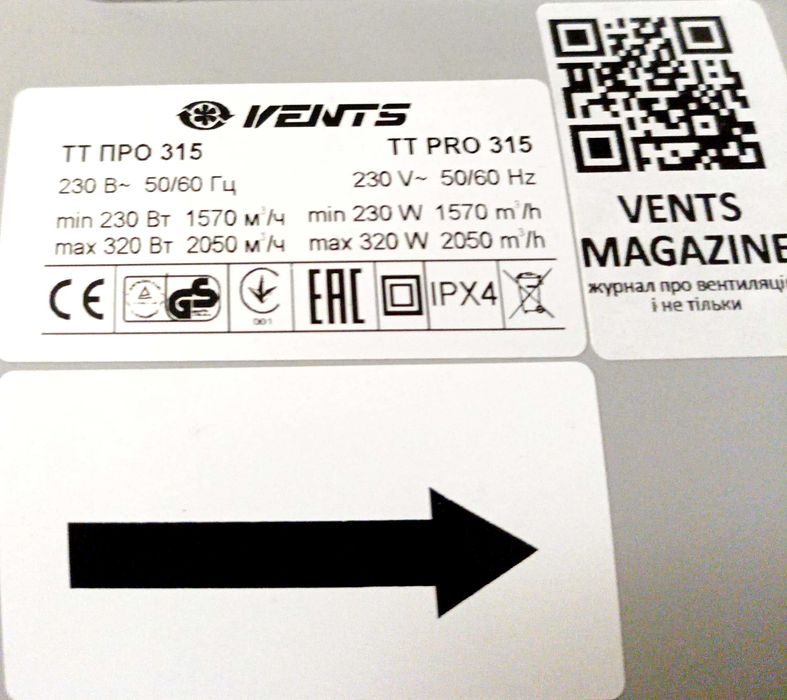 VENTS
ТТ ПРО 315
230 В~ 50/60 Гц
min 230 Вт 1570 м³/ч
max 320 Вт 2050 м³/ч
TT PRO 315
230 V~ 50/60 Hz
min 230 W 1570 m³/h
max 320 W 2050 m³/h
CE GS 001 EAC IPX4
VENTS
MAGAZINE
журнал про вентиляці
і не тільки